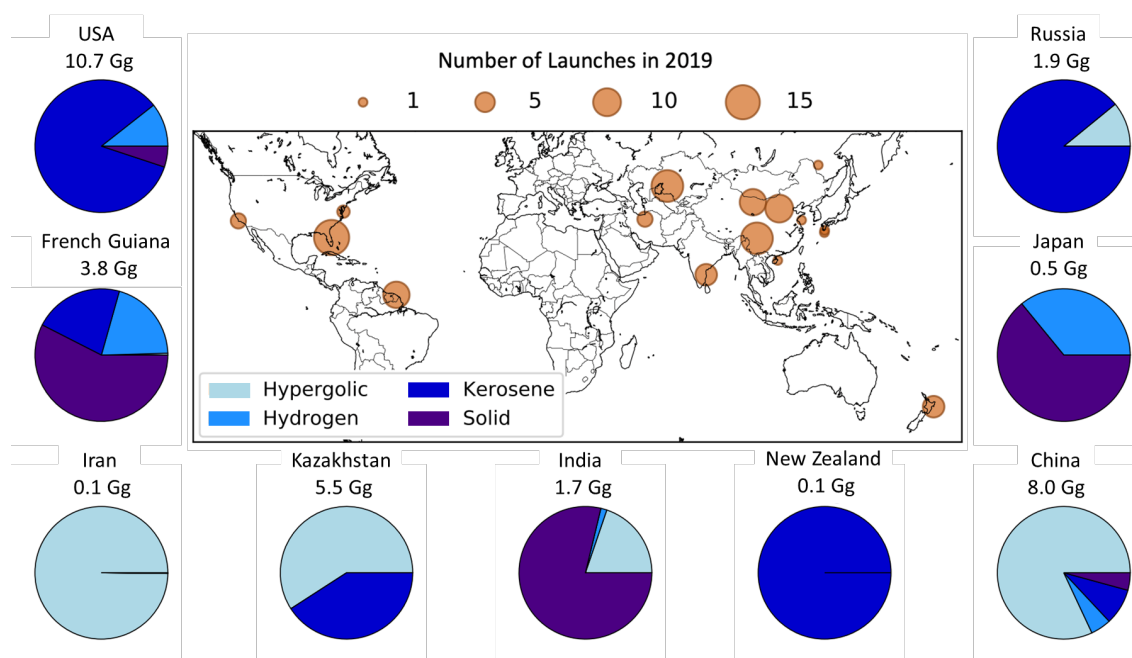 USA
10.7 Gg
Number of Launches in 2019
1 5 10 15
Russia
1.9 Gg
French Guiana
3.8 Gg
Japan
0.5 Gg
Hypergolic Kerosene
Hydrogen Solid
Iran
0.1 Gg
Kazakhstan
5.5 Gg
India
1.7 Gg
New Zealand
0.1 Gg
China
8.0 Gg